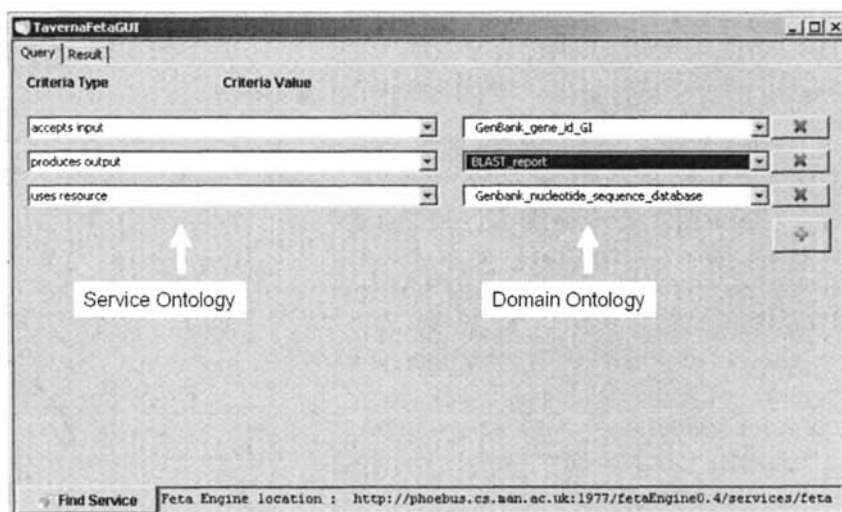 TavernaFetaGUI
Query Result
Criteria Type Criteria Value
accepts input GenBank_gene_id_GI
produces output BLAST_report
uses resource Genbank_nucleotide_sequence_database
Service Ontology Domain Ontology
Find Service Feta Engine location : http://phoebus.cs.man.ac.uk:1977/fetaEngine0.4/services/feta